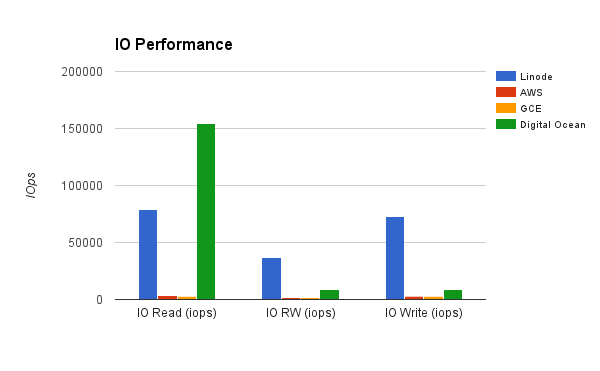 IO Performance
200000
150000
100000
50000
0
IOps
IO Read (iops)
IO RW (iops)
IO Write (iops)
Linode
AWS
GCE
Digital Ocean